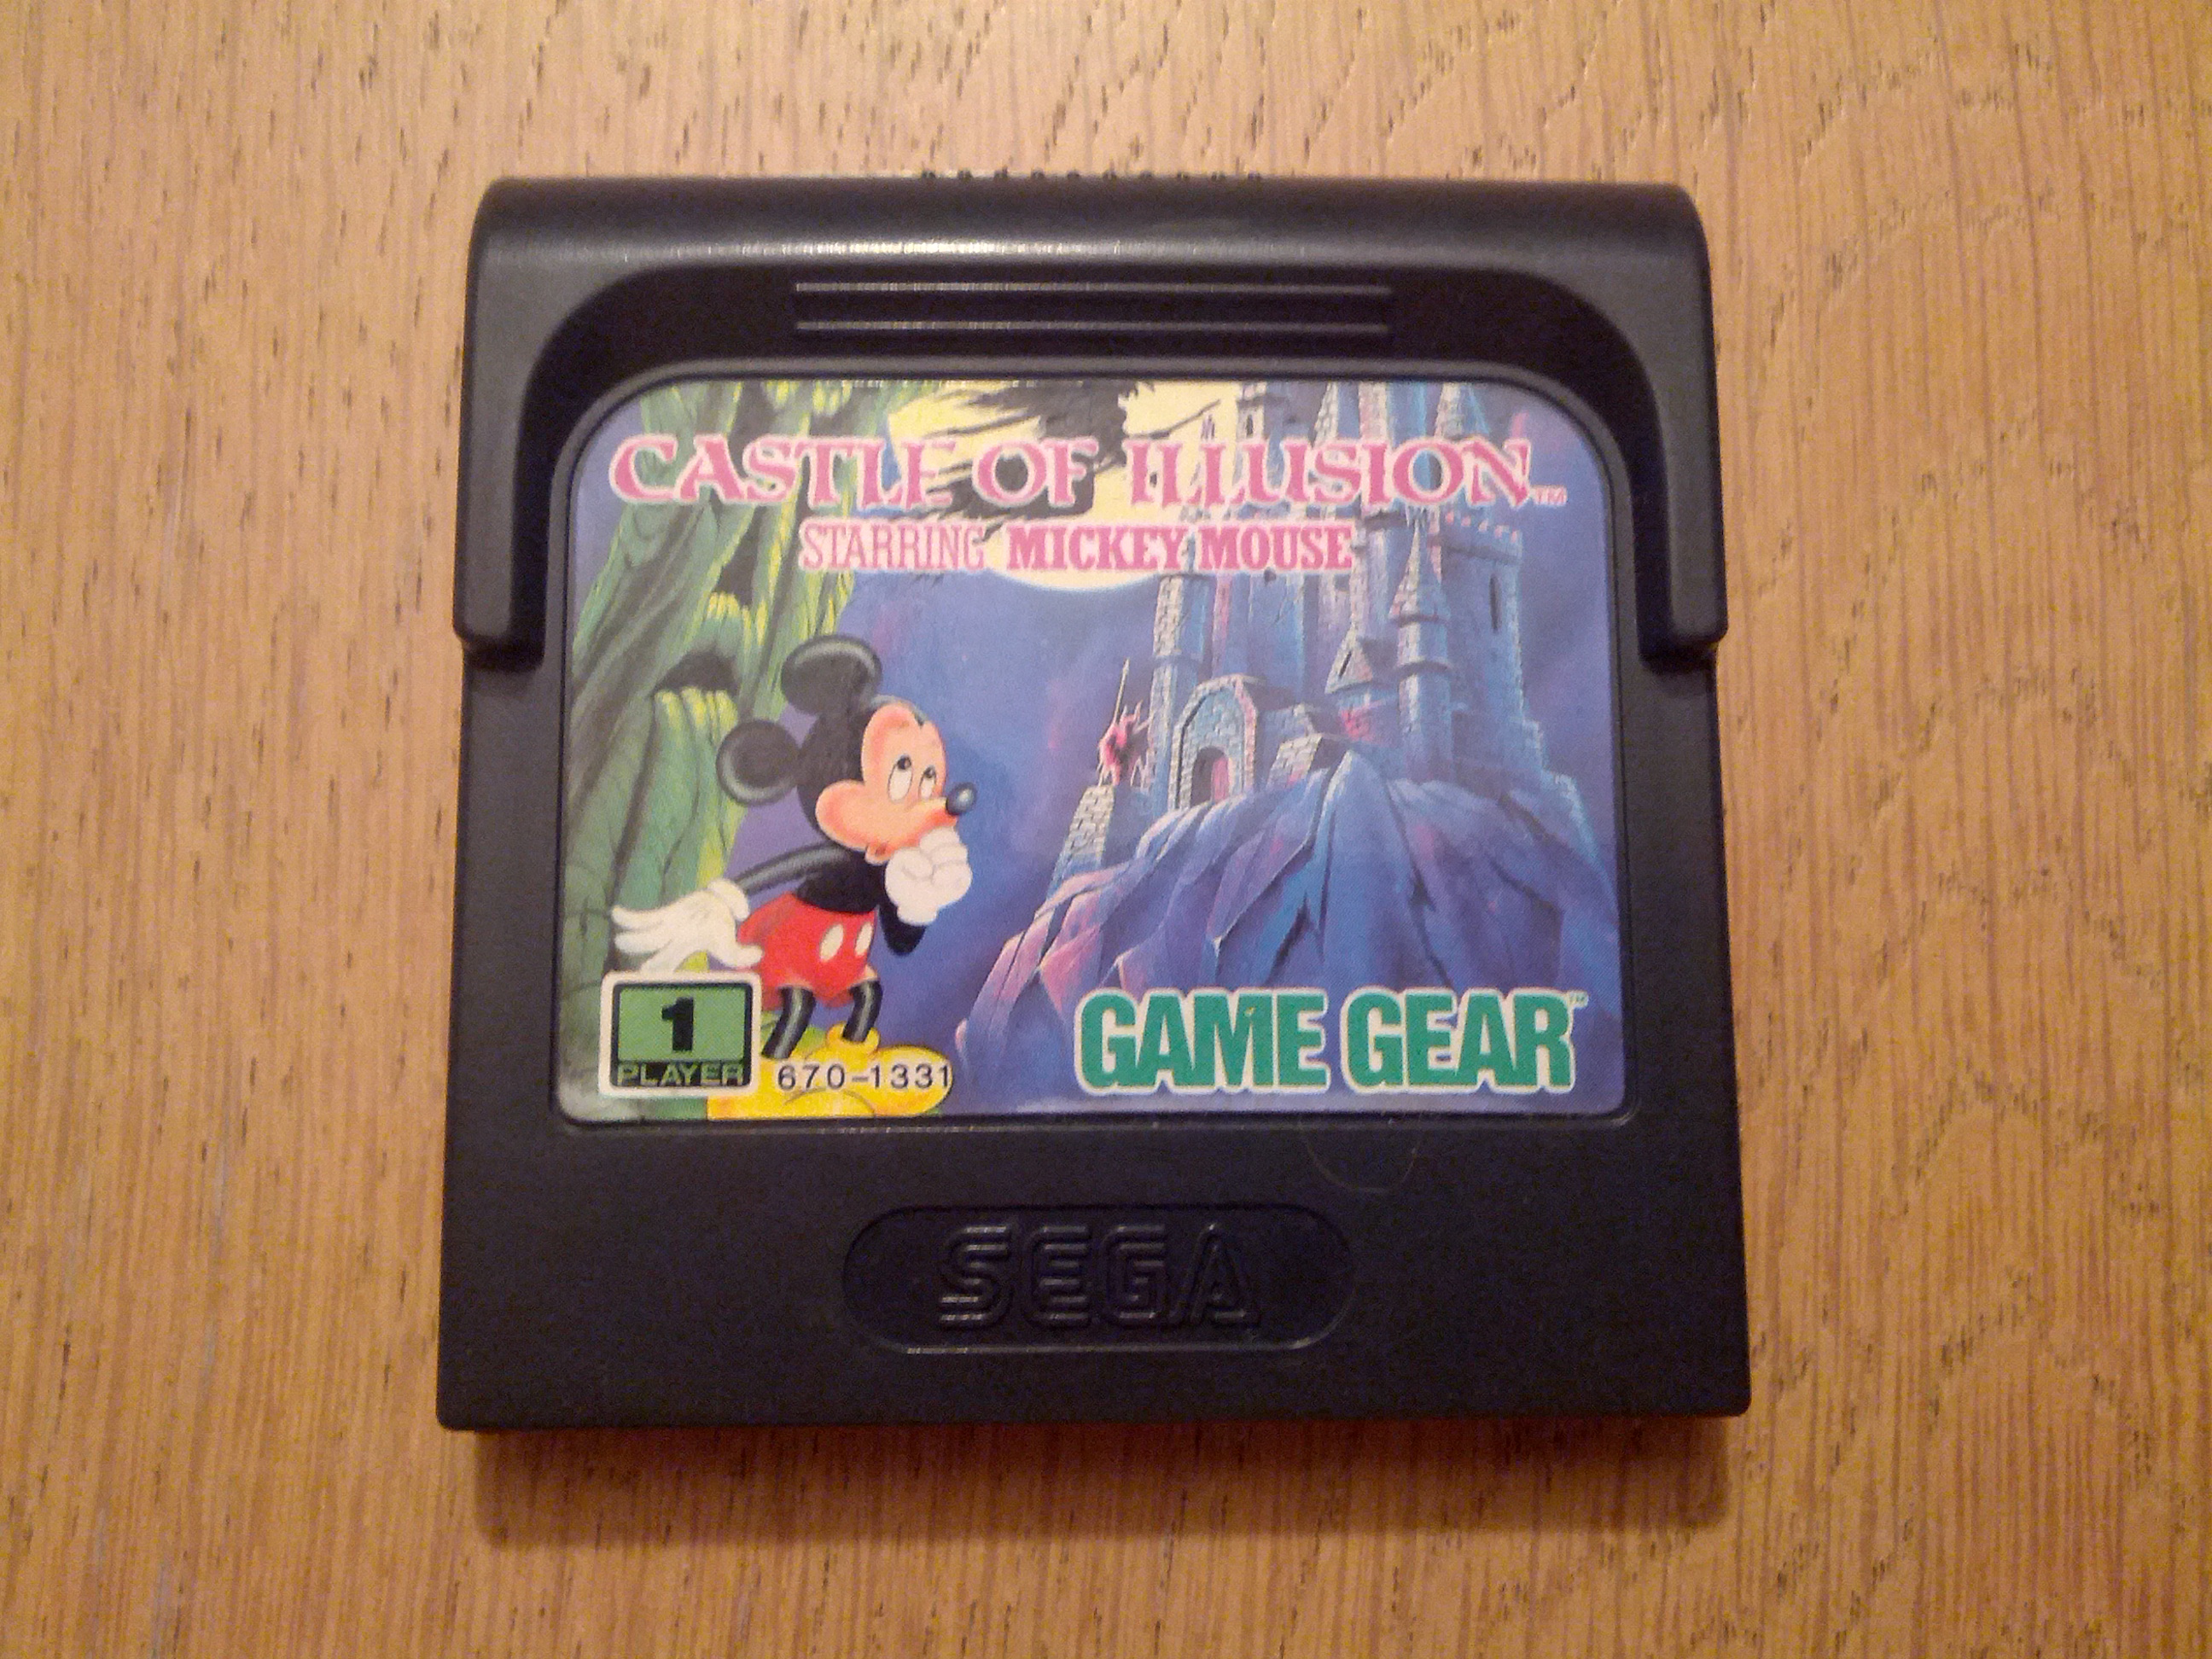 CASTLE OF ILLUSION™
STARRING MICKEY MOUSE
1
PLAYER
670-1331
GAME GEAR™
SEGA